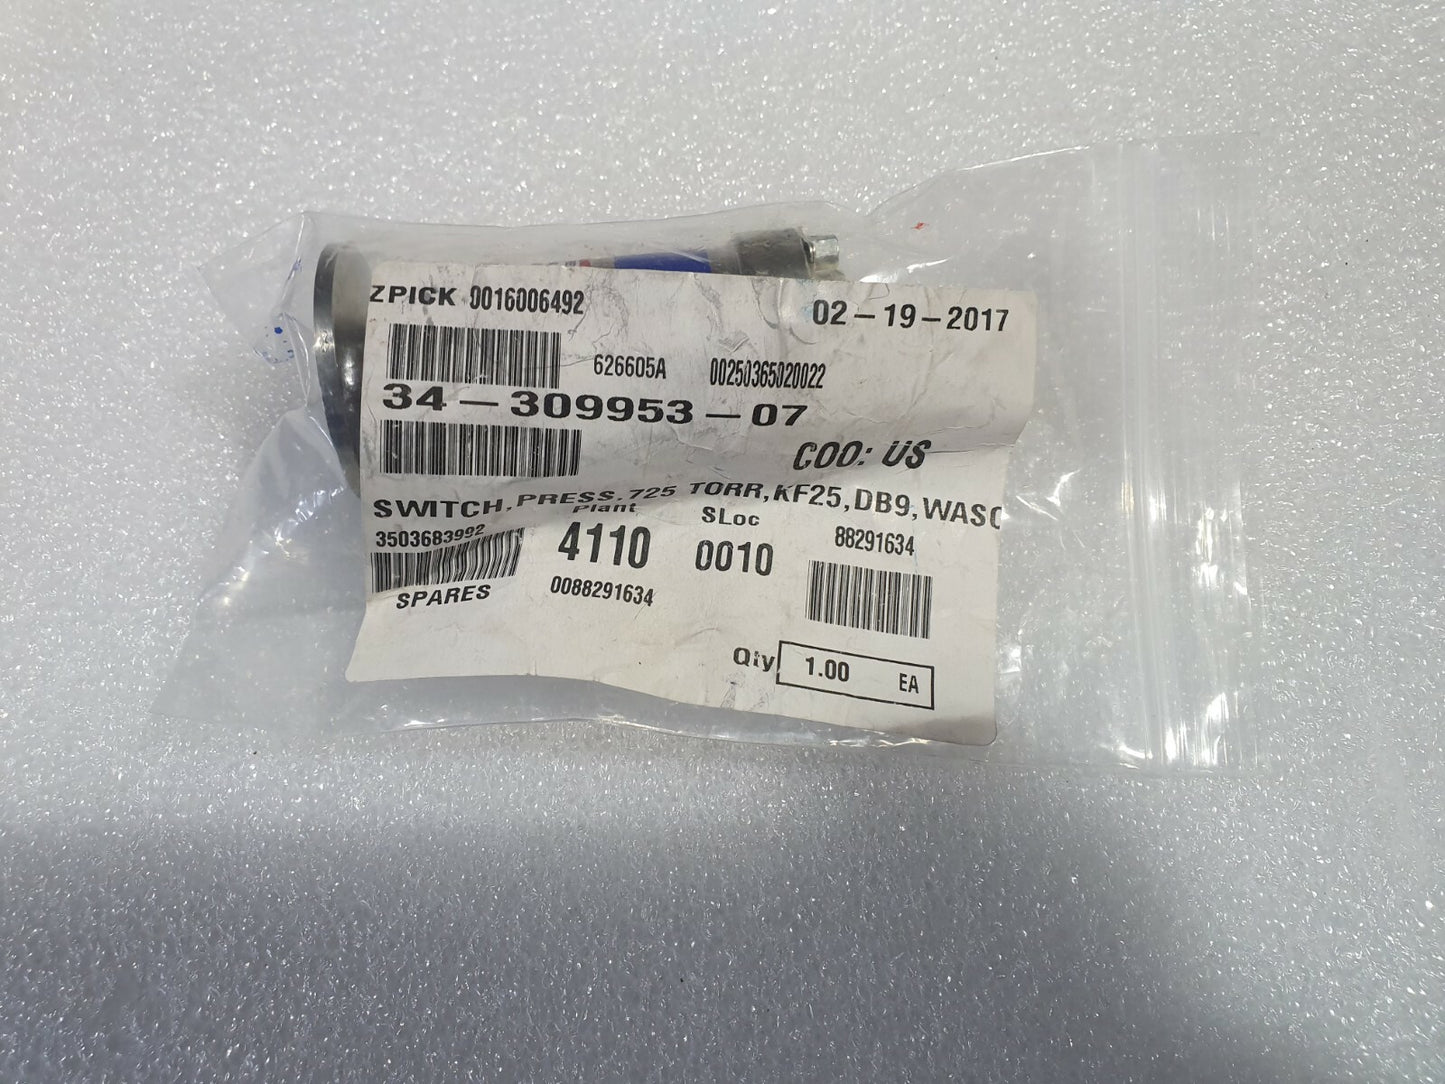 ZPICK 0016006492
02-19-2017
626605A 00250365020022
34-309953-07
COO: US
SWITCH,PRESS,725 TORR,KF25,DB9,WASC
Plant SLoc
3503683992 4110 0010 88291634
SPARES 0088291634
Qty 1.00 EA